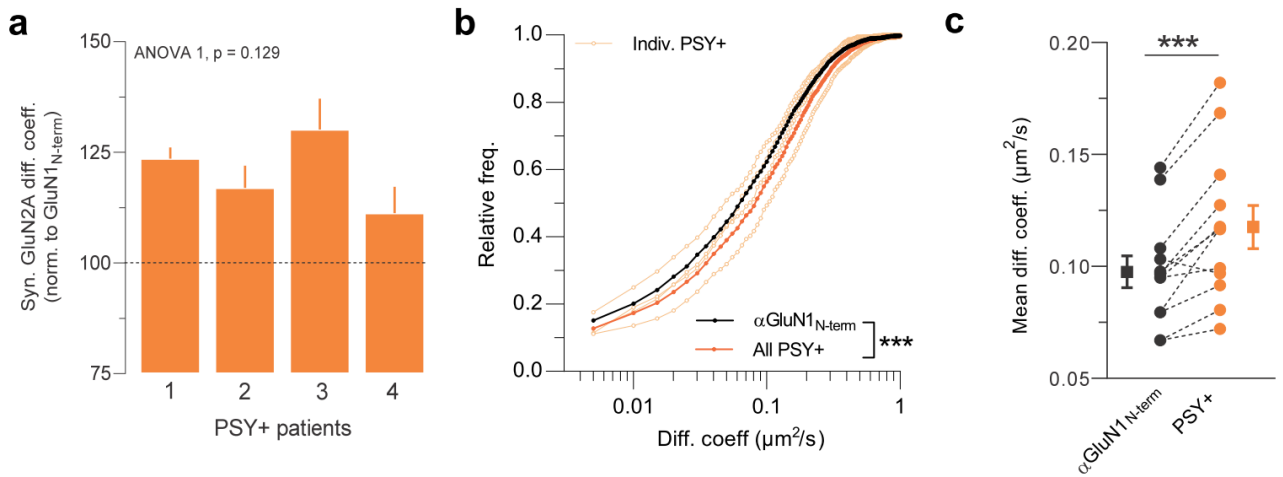 a
ANOVA 1, p = 0.129
Syn. GluN2A diff. coeff.
(norm. to GluN1N-term)
150
125
100
75
1 2 3 4
PSY+ patients
b
Indiv. PSY+
Relative freq.
1.0
0.8
0.6
0.4
0.2
0.0
αGluN1N-term
All PSY+
***
0.01 0.1 1
Diff. coeff (µm²/s)
c
***
Mean diff. coeff. (µm²/s)
0.20
0.15
0.10
0.05
αGluN1N-term
PSY+